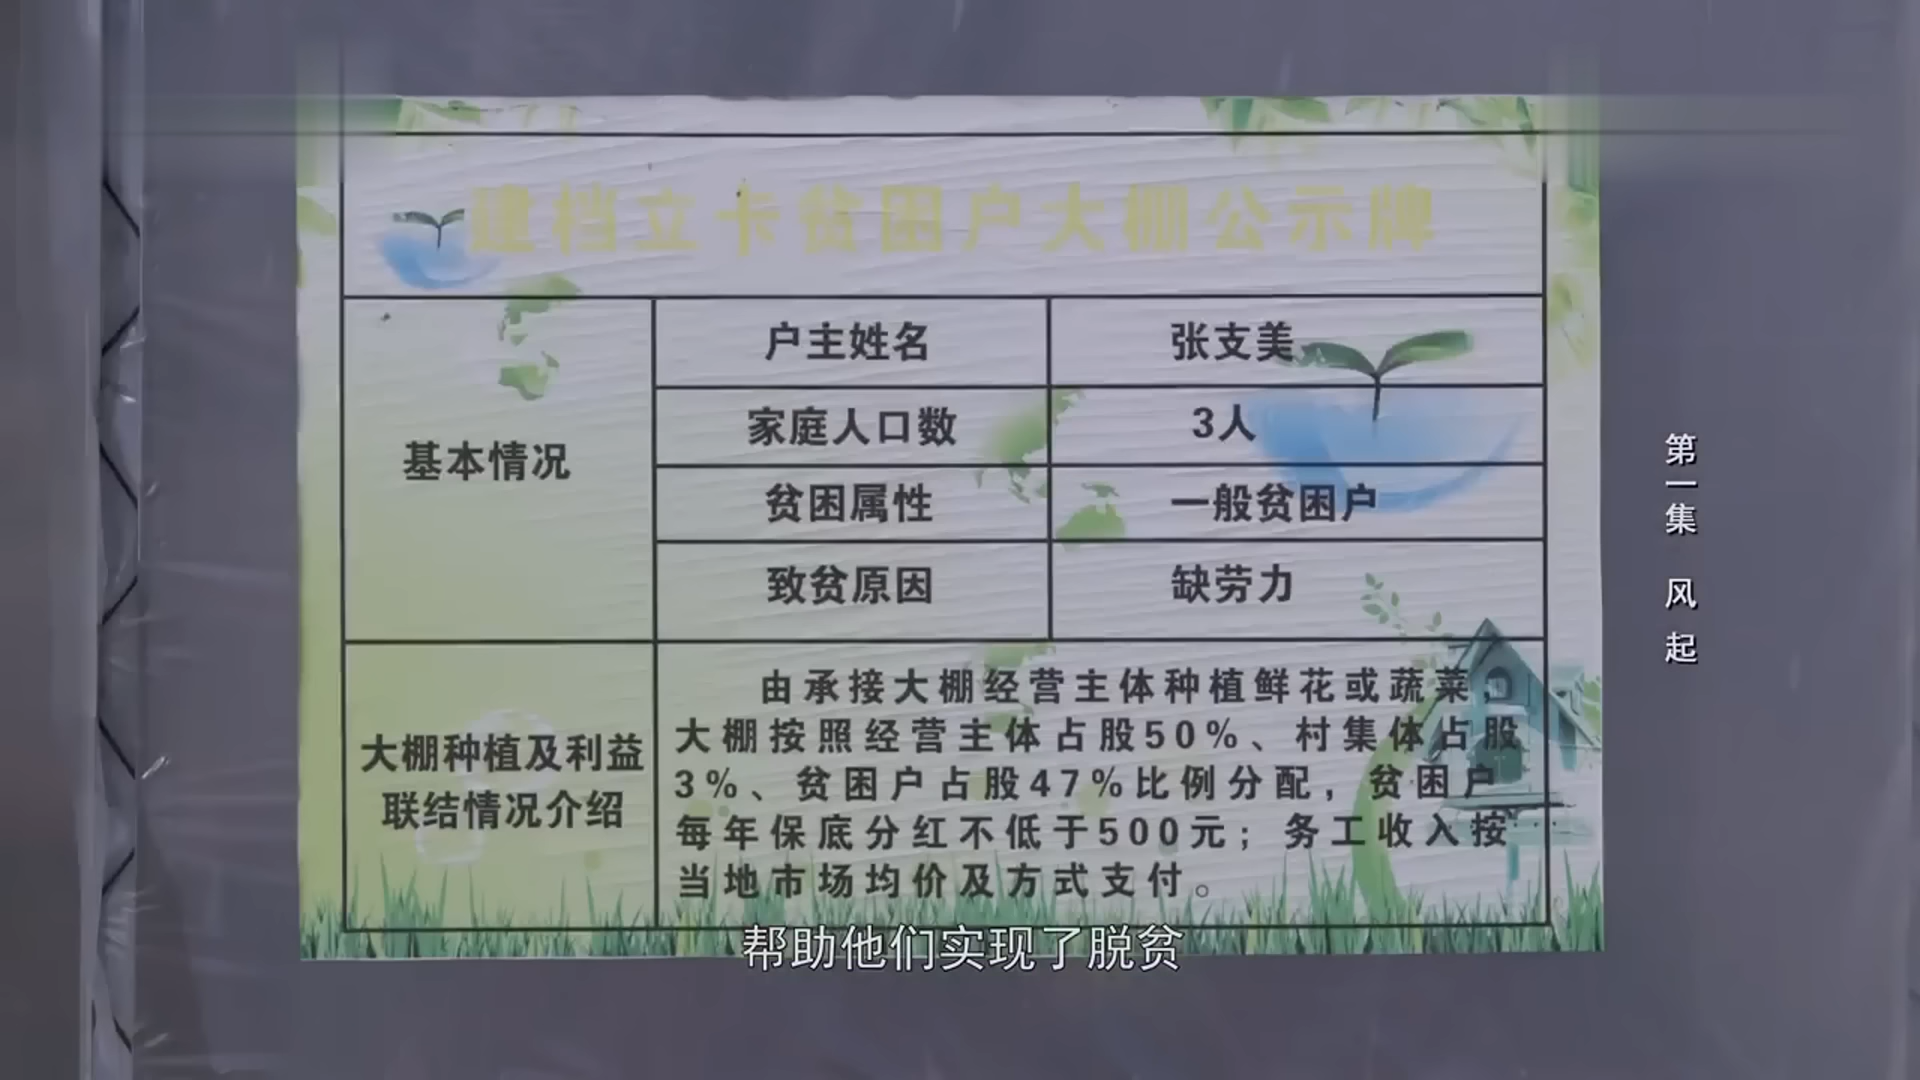 建档立卡贫困户大棚公示牌
基本情况
户主姓名
张支美
家庭人口数
3人
贫困属性
一般贫困户
致贫原因
缺劳力
大棚种植及利益
联结情况介绍
由承接大棚经营主体种植鲜花或蔬菜,
大棚按照经营主体占股50%、村集体占股
3%、贫困户占股47%比例分配,贫困户
每年保底分红不低于500元;务工收入按
当地市场均价及方式支付。
帮助他们实现了脱贫
第一集 风起